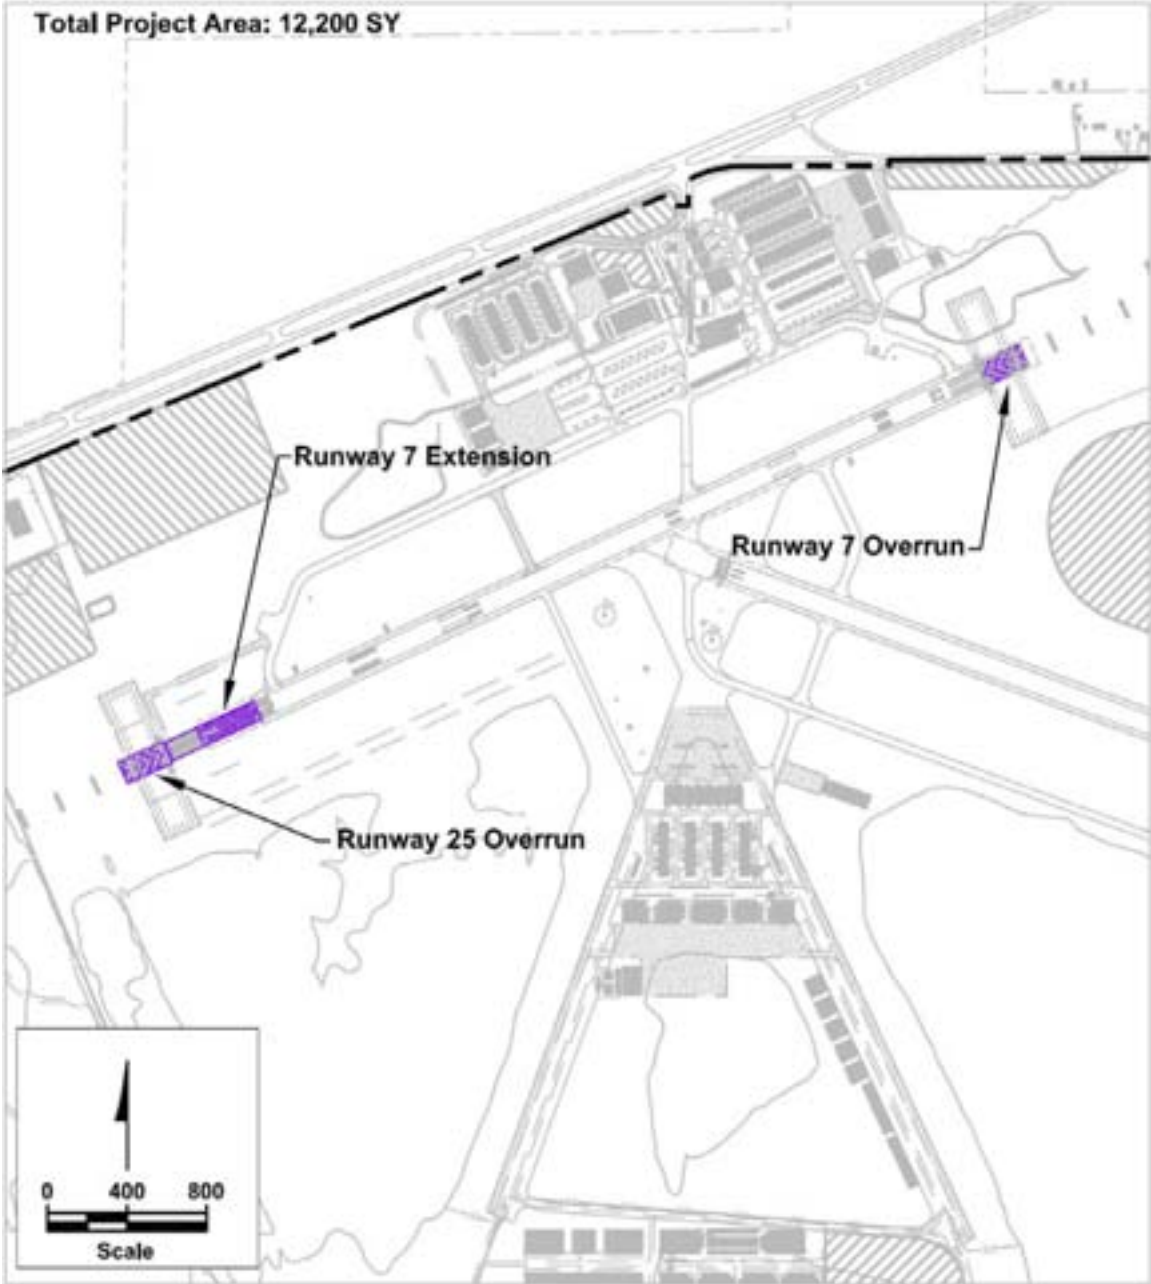 Total Project Area: 12,200 SY
Runway 7 Extension
Runway 7 Overrun
Runway 25 Overrun
0 400 800
Scale